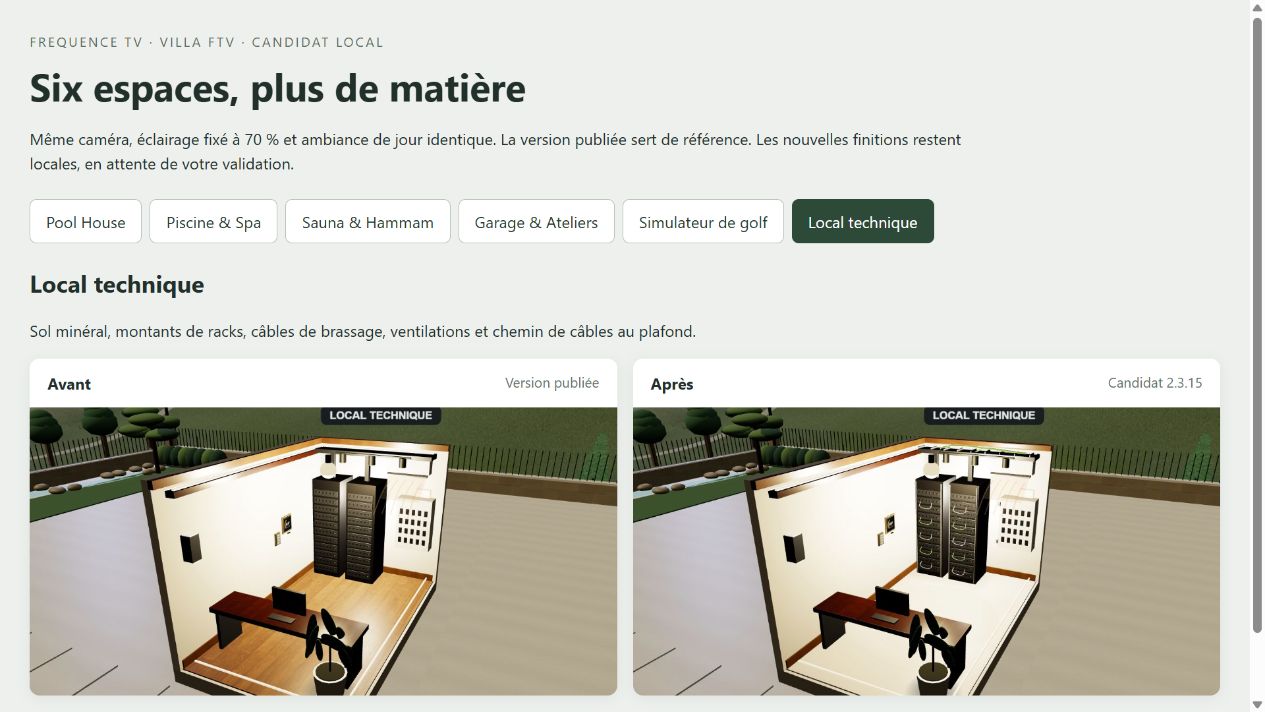 FREQUENCE TV · VILLA FTV · CANDIDAT LOCAL
Six espaces, plus de matière
Même caméra, éclairage fixé à 70 % et ambiance de jour identique. La version publiée sert de référence. Les nouvelles finitions restent
locales, en attente de votre validation.
Pool House
Piscine & Spa
Sauna & Hammam
Garage & Ateliers
Simulateur de golf
Local technique
Local technique
Sol minéral, montants de racks, câbles de brassage, ventilations et chemin de câbles au plafond.
Avant
Version publiée
Après
Candidat 2.3.15
LOCAL TECHNIQUE
LOCAL TECHNIQUE